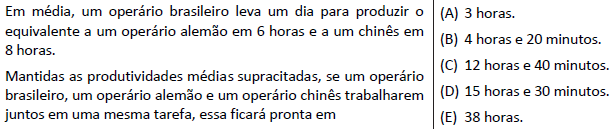 Em média, um operário brasileiro leva um dia para produzir o
equivalente a um operário alemão em 6 horas e a um chinês em
8 horas.
Mantidas as produtividades médias supracitadas, se um operário
brasileiro, um operário alemão e um operário chinês trabalharem
juntos em uma mesma tarefa, essa ficará pronta em
(A) 3 horas.
(B) 4 horas e 20 minutos.
(C) 12 horas e 40 minutos.
(D) 15 horas e 30 minutos.
(E) 38 horas.